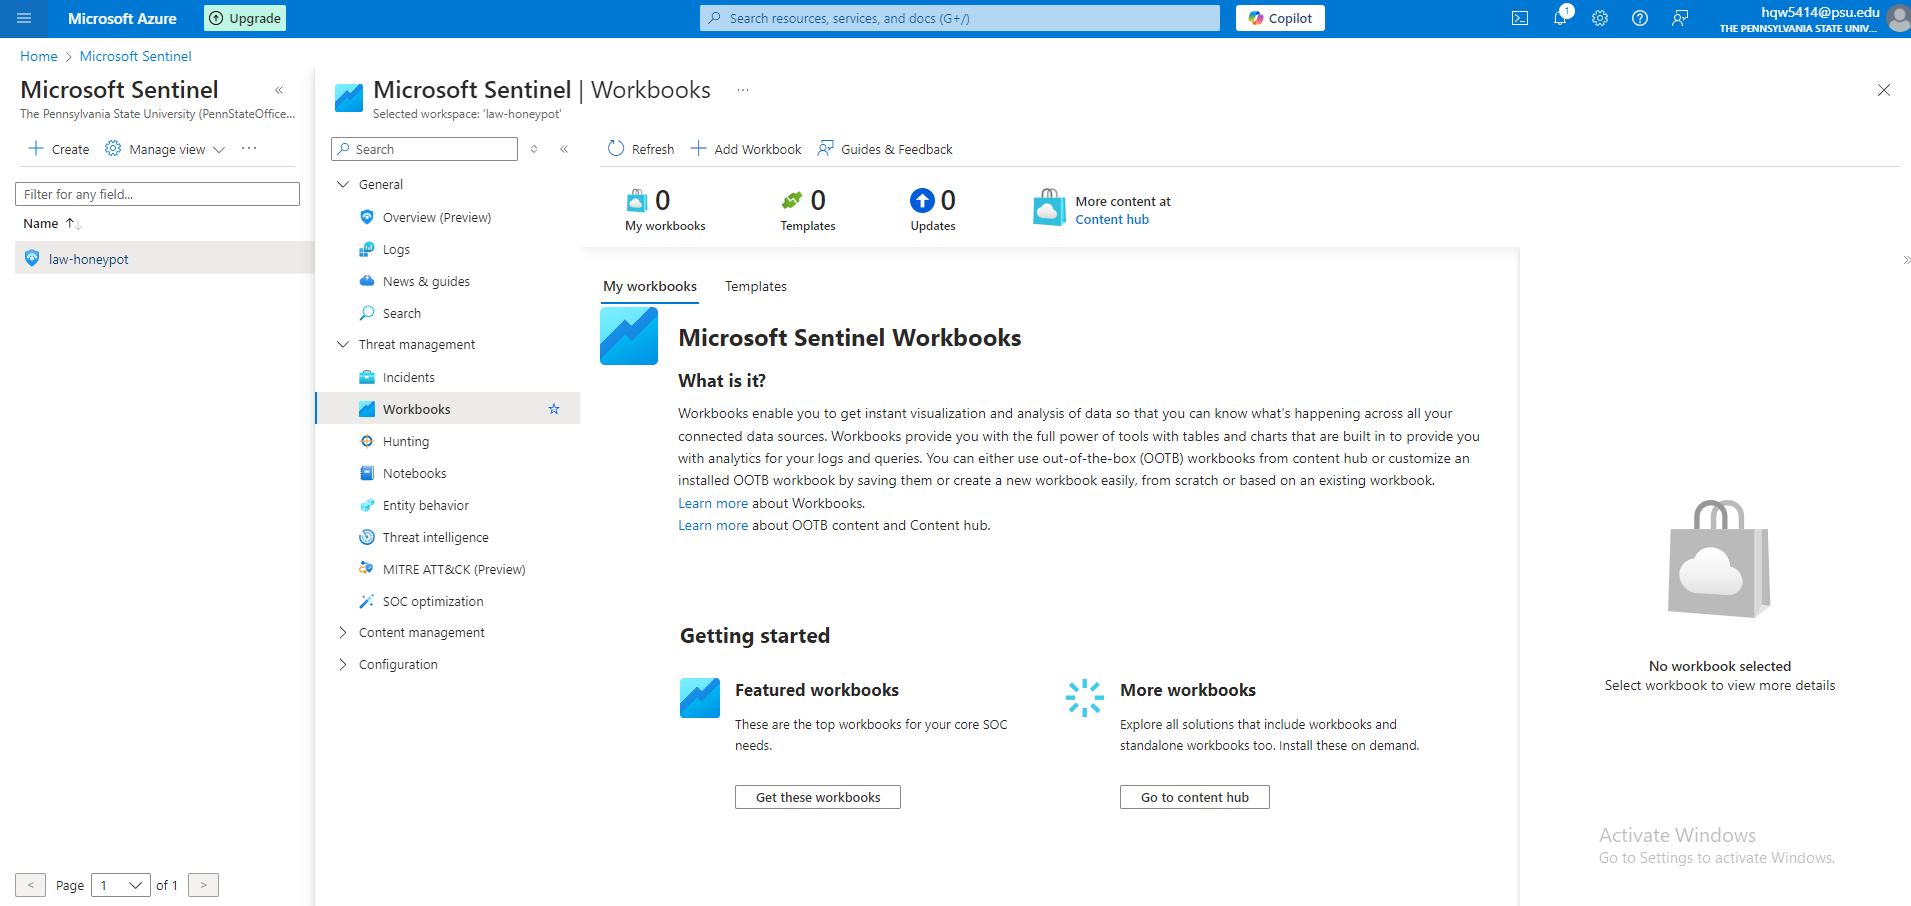 Microsoft Azure
Upgrade
Search resources, services, and docs (G+/)
Copilot
1
hqw5414@psu.edu
THE PENNSYLVANIA STATE UNIV...
Home > Microsoft Sentinel
Microsoft Sentinel
The Pennsylvania State University (PennStateOffice...
Create
Manage view
Filter for any field...
Name
law-honeypot
< Page 1 of 1 >
Microsoft Sentinel | Workbooks
Selected workspace: 'law-honeypot'
Search
General
Overview (Preview)
Logs
News & guides
Search
Threat management
Incidents
Workbooks
Hunting
Notebooks
Entity behavior
Threat intelligence
MITRE ATT&CK (Preview)
SOC optimization
Content management
Configuration
Refresh
Add Workbook
Guides & Feedback
0
My workbooks
0
Templates
0
Updates
More content at
Content hub
My workbooks
Templates
Microsoft Sentinel Workbooks
What is it?
Workbooks enable you to get instant visualization and analysis of data so that you can know what's happening across all your
connected data sources. Workbooks provide you with the full power of tools with tables and charts that are built in to provide you
with analytics for your logs and queries. You can either use out-of-the-box (OOTB) workbooks from content hub or customize an
installed OOTB workbook by saving them or create a new workbook easily, from scratch or based on an existing workbook.
Learn more about Workbooks.
Learn more about OOTB content and Content hub.
Getting started
Featured workbooks
These are the top workbooks for your core SOC
needs.
Get these workbooks
More workbooks
Explore all solutions that include workbooks and
standalone workbooks too. Install these on demand.
Go to content hub
No workbook selected
Select workbook to view more details
Activate Windows
Go to Settings to activate Windows.